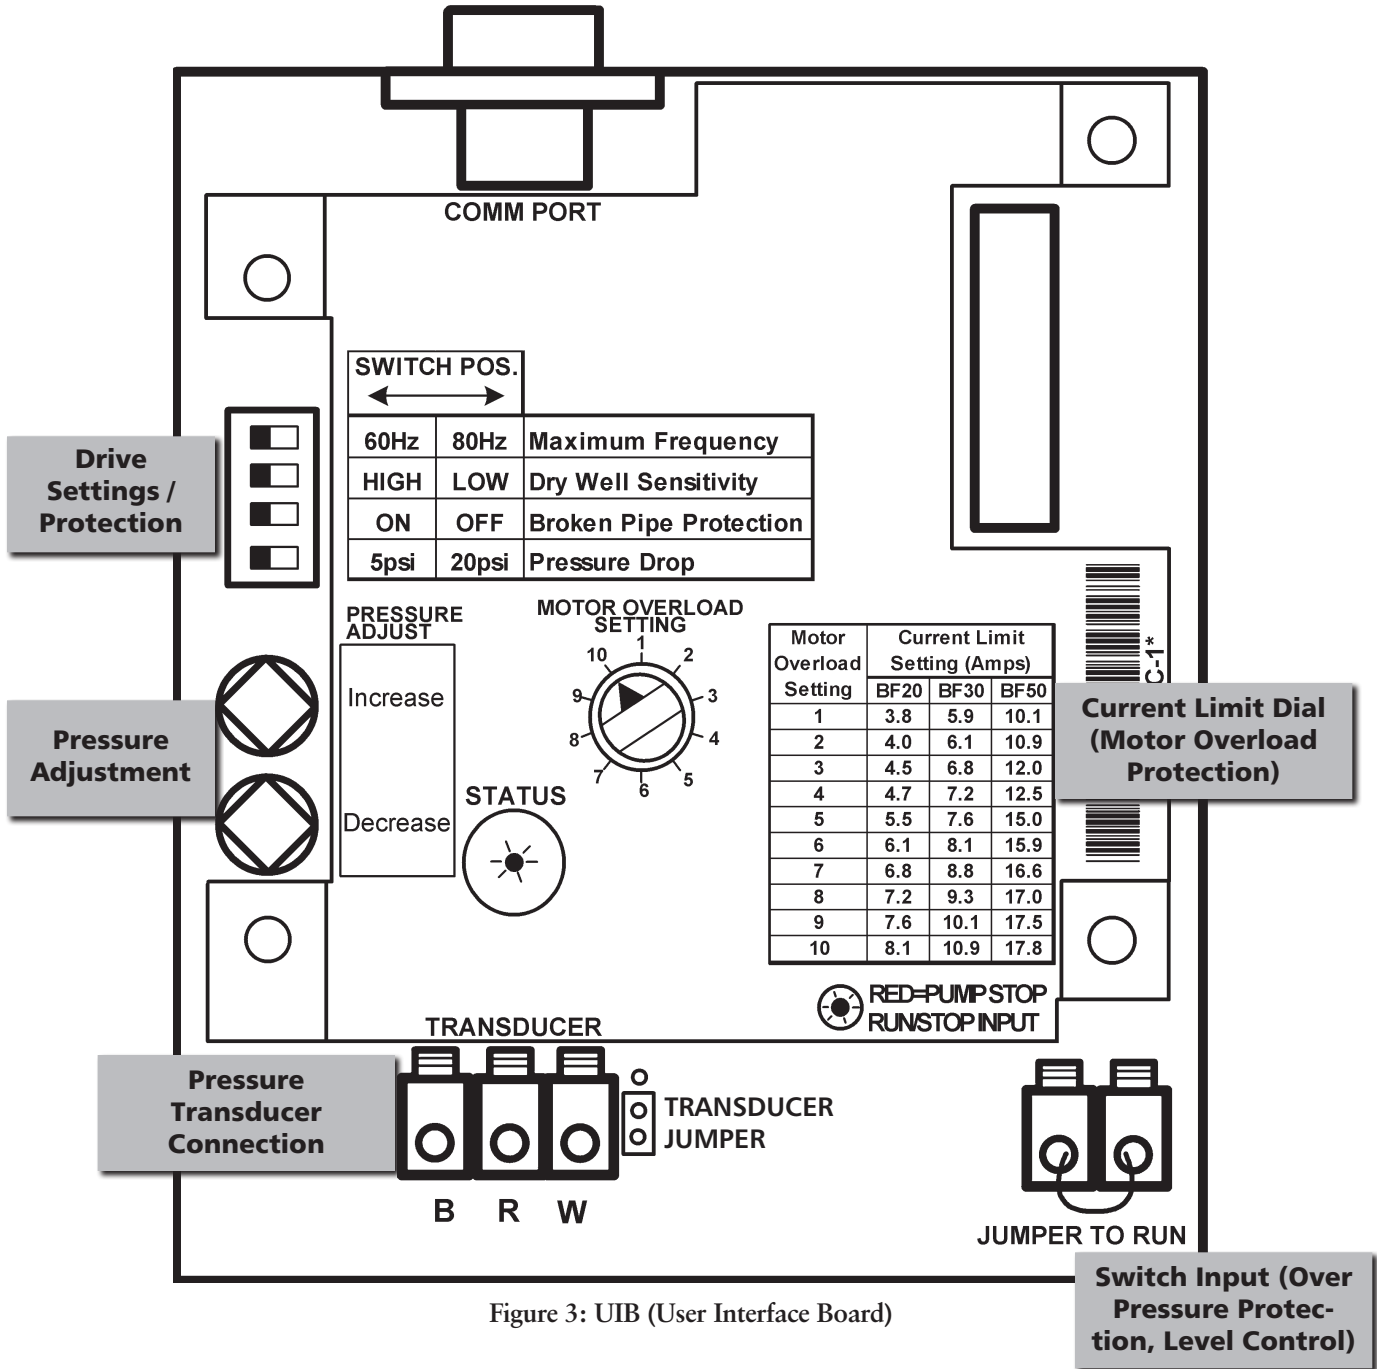 COMM PORT
SWITCH POS.
60Hz 80Hz Maximum Frequency
HIGH LOW Dry Well Sensitivity
ON OFF Broken Pipe Protection
5psi 20psi Pressure Drop
Drive
Settings /
Protection
PRESSURE
ADJUST
Increase
Decrease
Pressure
Adjustment
MOTOR OVERLOAD
SETTING
1
2
3
4
5
6
7
8
9
10
STATUS
Motor Overload Setting Current Limit Setting (Amps)
BF20 BF30 BF50
1 3.8 5.9 10.1
2 4.0 6.1 10.9
3 4.5 6.8 12.0
4 4.7 7.2 12.5
5 5.5 7.6 15.0
6 6.1 8.1 15.9
7 6.8 8.8 16.6
8 7.2 9.3 17.0
9 7.6 10.1 17.5
10 8.1 10.9 17.8
C-1*
Current Limit Dial
(Motor Overload
Protection)
RED=PUMP STOP
RUN/STOP INPUT
TRANSDUCER
Pressure
Transducer
Connection
TRANSDUCER
JUMPER
B R W
JUMPER TO RUN
Switch Input (Over
Pressure Protec-
tion, Level Control)
Figure 3: UIB (User Interface Board)